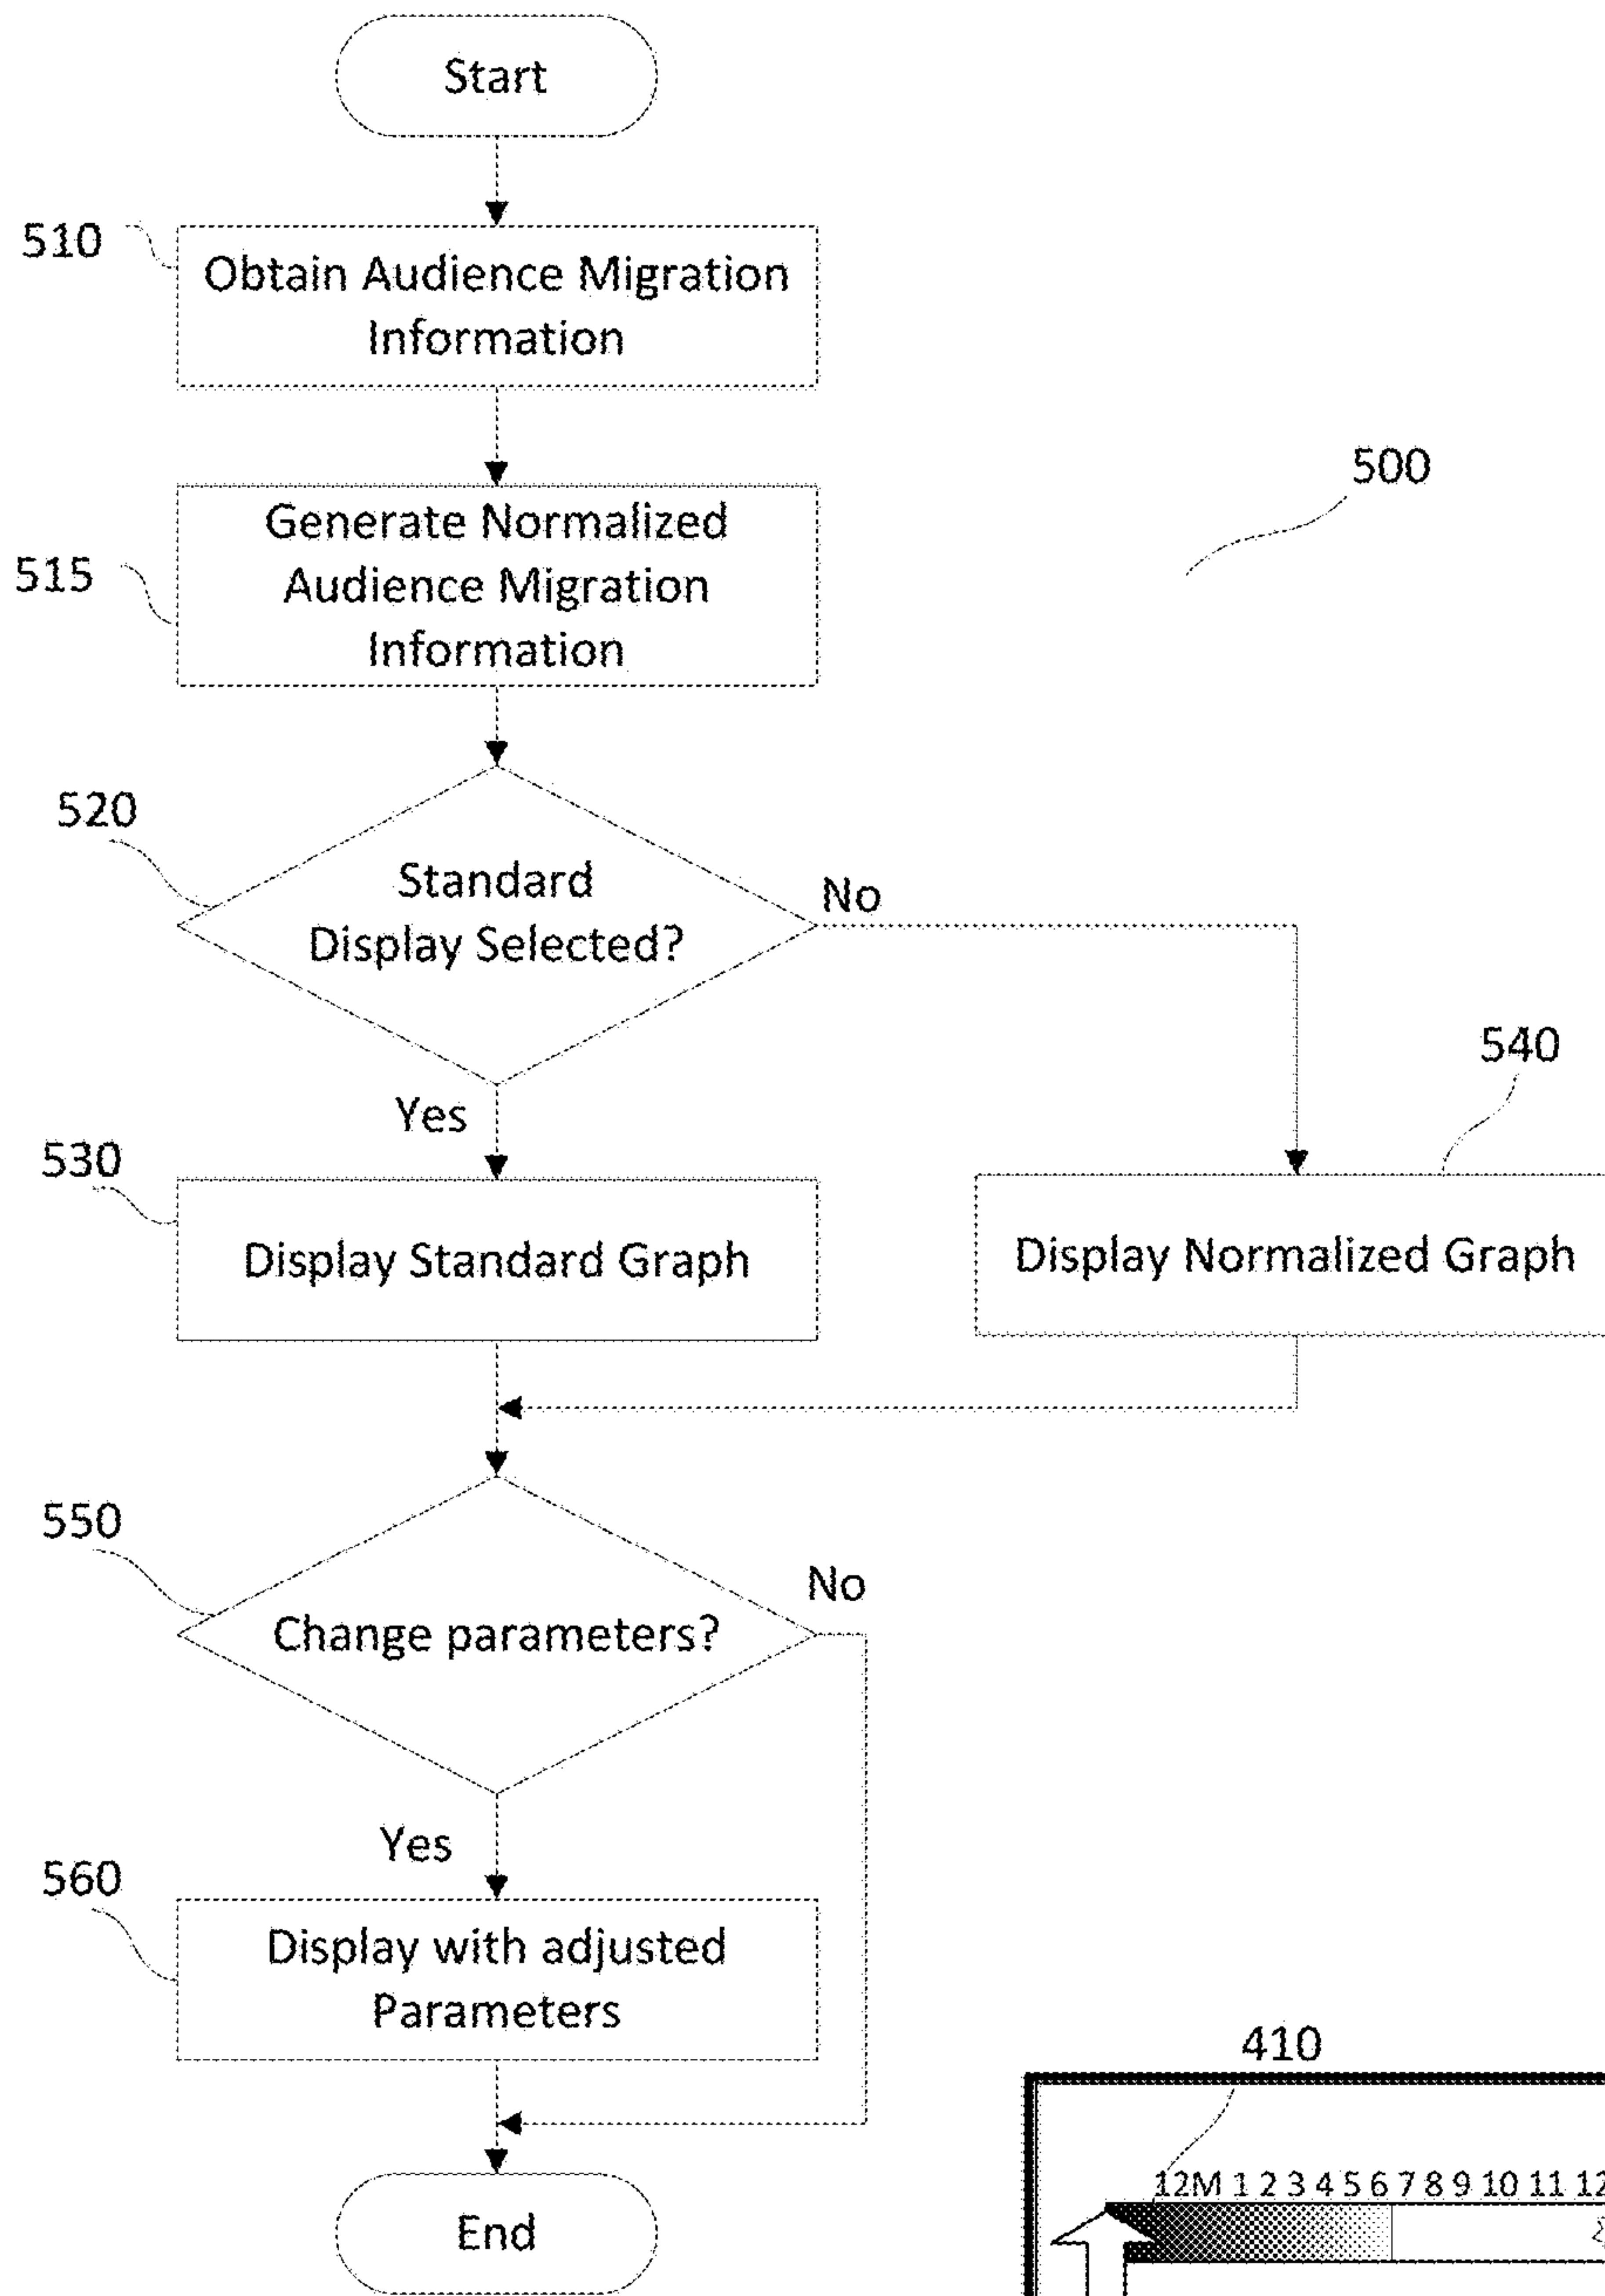 Start
510
Obtain Audience Migration
Information
500
515
Generate Normalized
Audience Migration
Information
520
Standard
Display Selected?
No
Yes
540
530
Display Standard Graph
Display Normalized Graph
550
Change parameters?
No
Yes
560
Display with adjusted
Parameters
End
410
12M 1 2 3 4 5 6 7 8 9 10 11 12